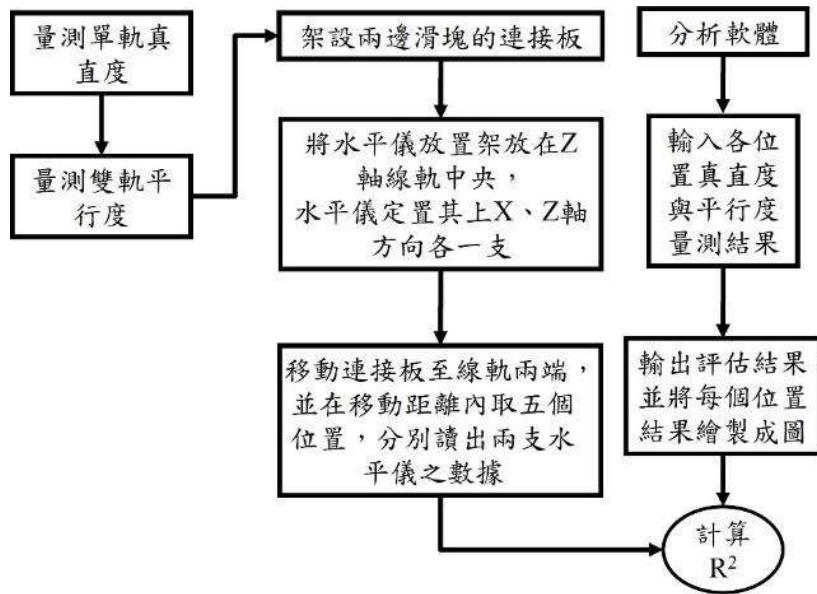 量測單軌真
直度
量測雙軌平
行度
架設兩邊滑塊的連接板
將水平儀放置架放在Z
軸線軌中央，
水平儀定置其上X、Z軸
方向各一支
移動連接板至線軌兩端，
並在移動距離內取五個
位置，分別讀出兩支水
平儀之數據
分析軟體
輸入各位
置真直度
與平行度
量測結果
輸出評估結果
並將每個位置
結果繪製成圖
計算
R²